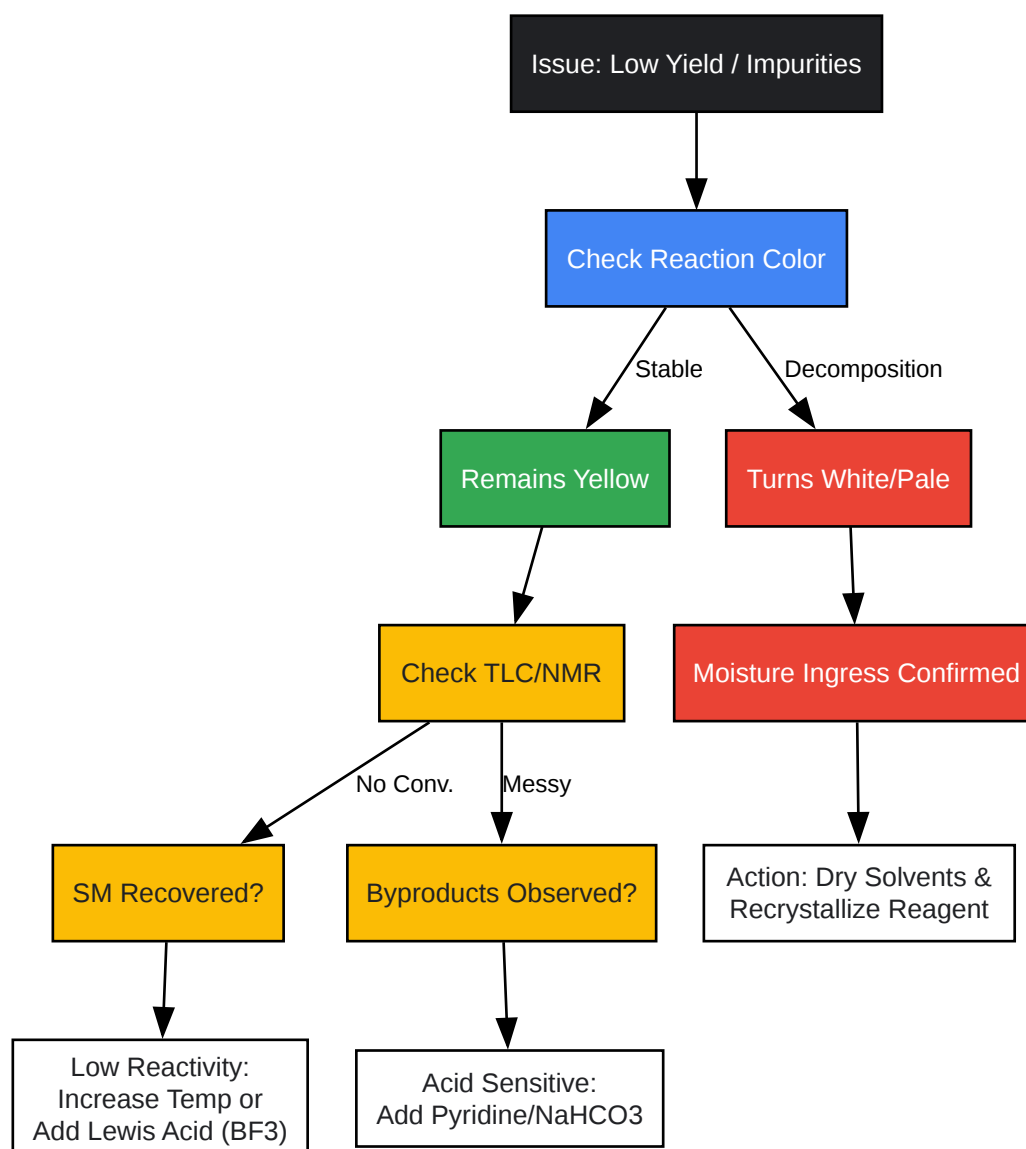 Issue: Low Yield / Impurities
Check Reaction Color
Stable
Decomposition
Remains Yellow
Turns White/Pale
Check TLC/NMR
Moisture Ingress Confirmed
No Conv.
Messy
SM Recovered?
Byproducts Observed?
Action: Dry Solvents &
Recrystallize Reagent
Low Reactivity:
Increase Temp or
Add Lewis Acid (BF3)
Acid Sensitive:
Add Pyridine/NaHCO3